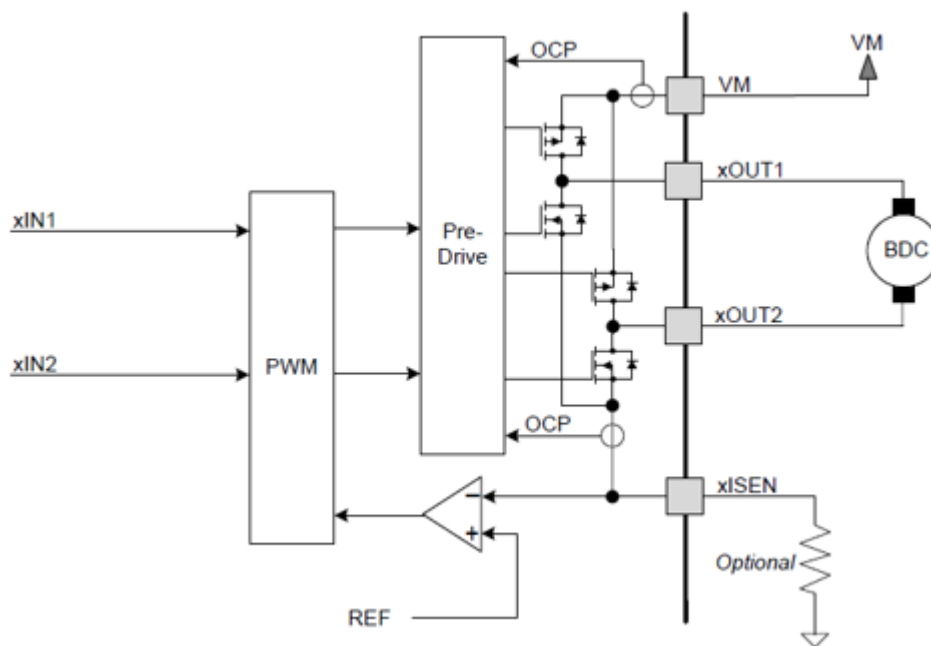 OCP
VM
VM
xOUT1
xIN1
Pre-
Drive
BDC
xOUT2
xIN2
PWM
OCP
xISEN
Optional
REF
−
+